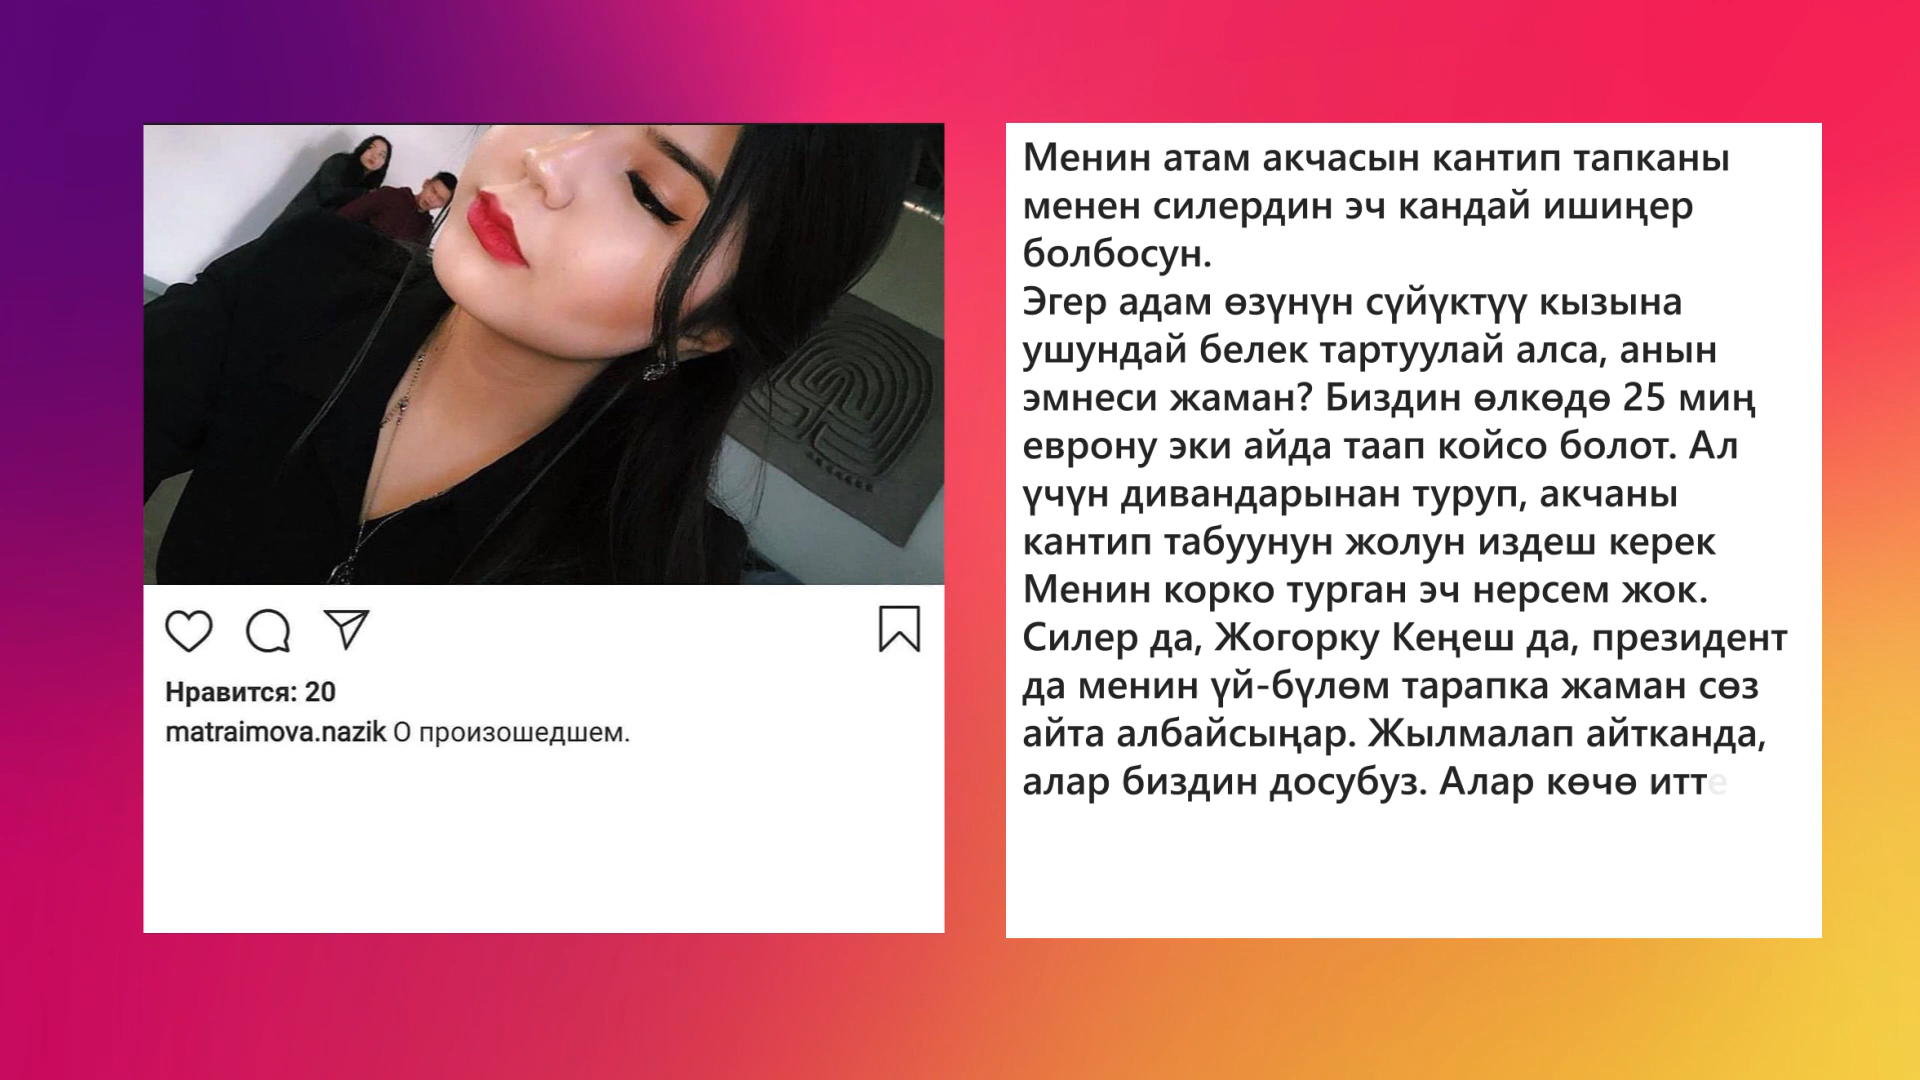 Нравится: 20
matraimova.nazik О произошедшем.
Менин атам акчасын кантип тапканы
менен силердин эч кандай ишиңер
болбосун.
Эгер адам өзүнүн сүйүктүү кызына
ушундай белек тартуулай алса, анын
эмнеси жаман? Биздин өлкөдө 25 миң
еврону эки айда таап койсо болот. Ал
үчүн дивандарынан туруп, акчаны
кантип табуунун жолун издеш керек
Менин корко турган эч нерсем жок.
Силер да, Жогорку Кеңеш да, президент
да менин үй-бүлөм тарапка жаман сөз
айта албайсыңар. Жылмалап айтканда,
алар биздин досубуз. Алар көчө итте